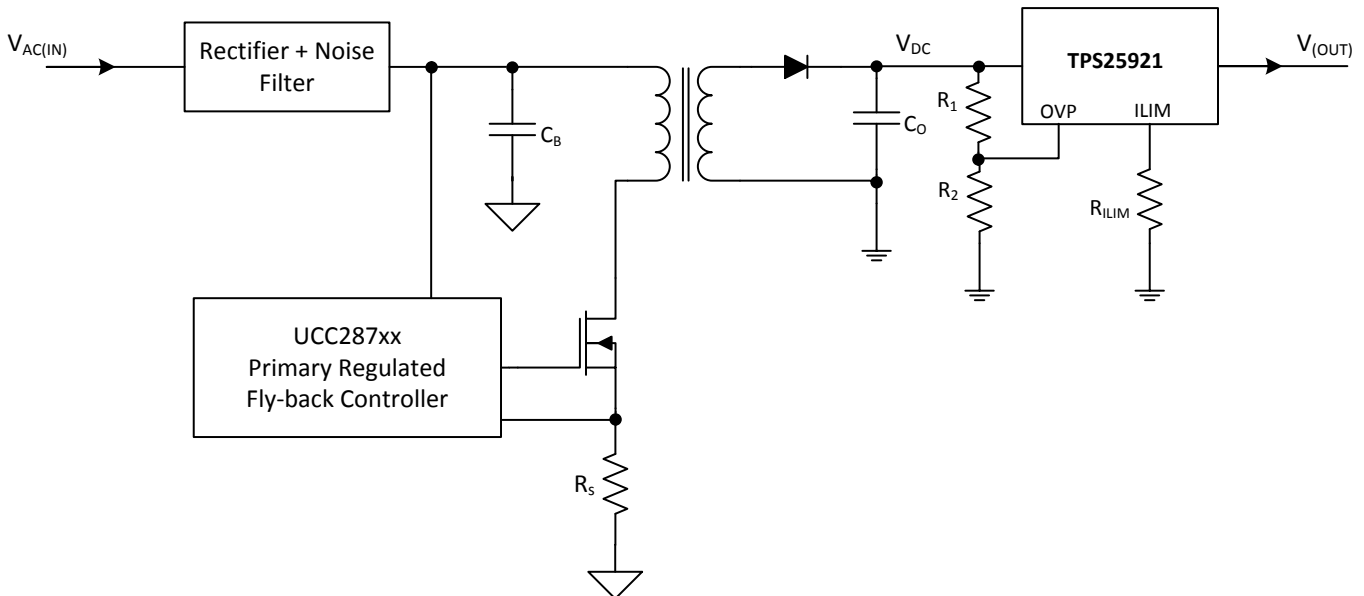 V_AC(IN)
Rectifier + Noise
Filter
C_B
V_DC
C_O
R_1
R_2
TPS25921
OVP ILIM
R_ILIM
V_(OUT)
UCC287xx
Primary Regulated
Fly-back Controller
R_s